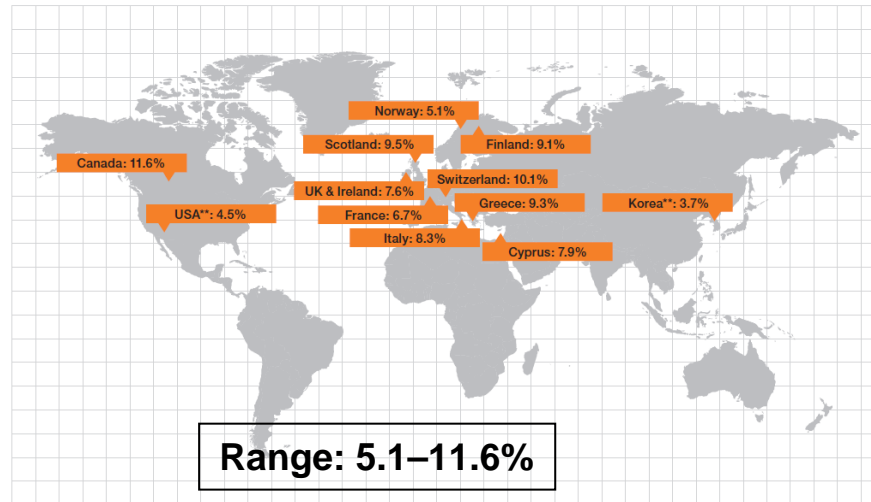 Norway: 5.1%
Scotland: 9.5%
Finland: 9.1%
Canada: 11.6%
Switzerland: 10.1%
UK & Ireland: 7.6%
Greece: 9.3%
Korea**: 3.7%
USA**: 4.5%
France: 6.7%
Italy: 8.3%
Cyprus: 7.9%
Range: 5.1–11.6%